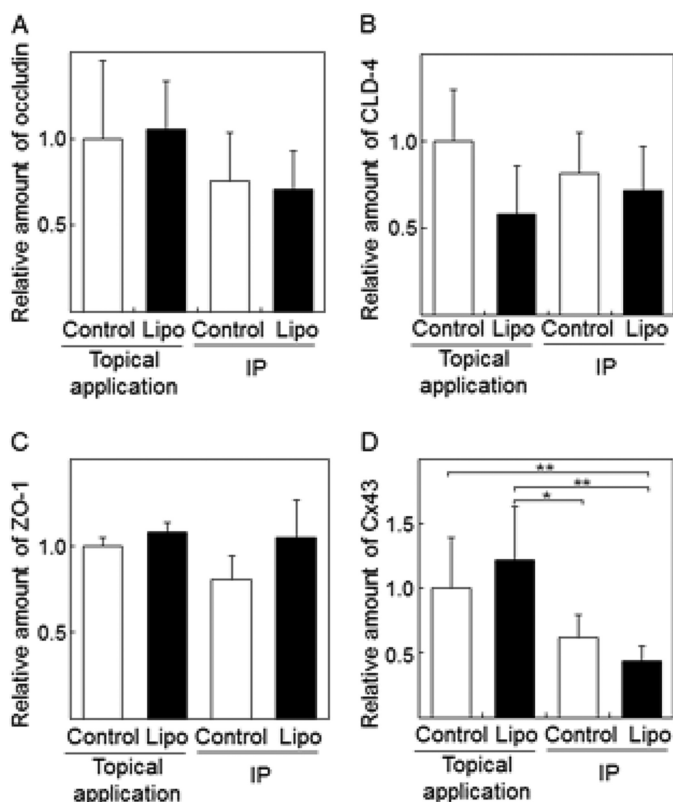 A
Relative amount of occludin
1.0
0.5
Control Lipo Control Lipo
Topical application
IP
B
Relative amount of CLD-4
1.0
0.5
Control Lipo Control Lipo
Topical application
IP
C
Relative amount of ZO-1
1.0
0.5
Control Lipo Control Lipo
Topical application
IP
D
Relative amount of Cx43
1.5
1.0
0.5
**
**
*
Control Lipo Control Lipo
Topical application
IP